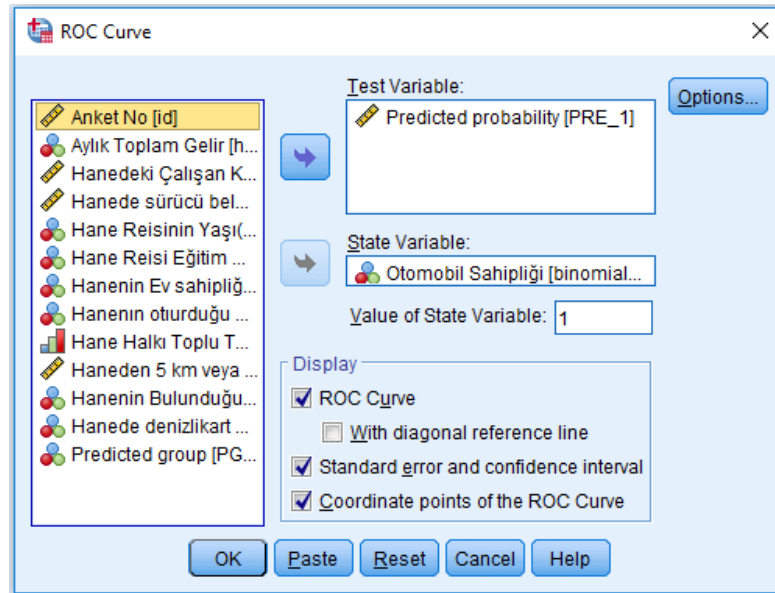 ROC Curve
Test Variable:
Options...
Anket No [id]
Aylık Toplam Gelir [h...
Hanedeki Çalışan K...
Hanede sürücü bel...
Hane Reisinin Yaşı(...
Hane Reisi Eğitim ...
Hanenin Ev sahipliğ...
Hanenın otıurduğu ...
Hane Halkı Toplu T...
Haneden 5 km veya ...
Hanenin Bulunduğu...
Hanede denizlikart ...
Predicted group [PG...
Predicted probability [PRE_1]
State Variable:
Otomobil Sahipliği [binomial...
Value of State Variable: 1
Display
ROC Curve
With diagonal reference line
Standard error and confidence interval
Coordinate points of the ROC Curve
OK Paste Reset Cancel Help